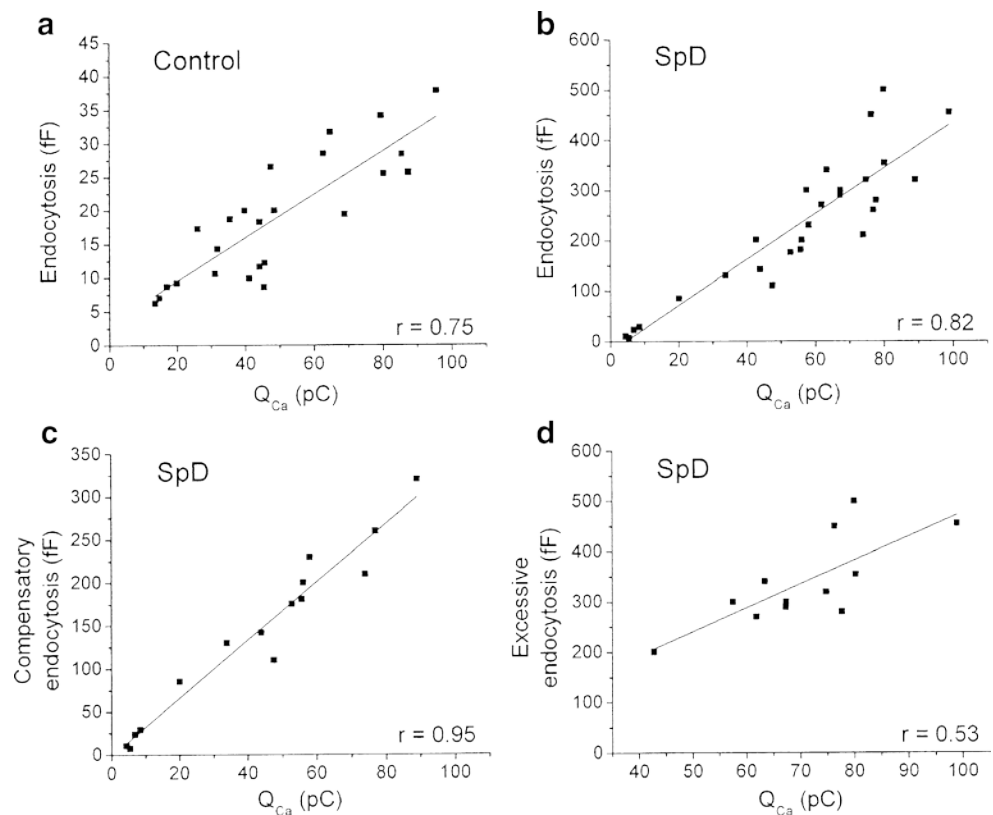 a
Control
Endocytosis (fF)
45
40
35
30
25
20
15
10
5
0
0 20 40 60 80 100
r = 0.75
Q_Ca (pC)
b
SpD
Endocytosis (fF)
600
500
400
300
200
100
0
0 20 40 60 80 100
r = 0.82
Q_Ca (pC)
c
SpD
Compensatory
endocytosis (fF)
350
300
250
200
150
100
50
0
0 20 40 60 80 100
r = 0.95
Q_Ca (pC)
d
SpD
Excessive
endocytosis (fF)
600
500
400
300
200
100
0
40 50 60 70 80 90 100
r = 0.53
Q_Ca (pC)